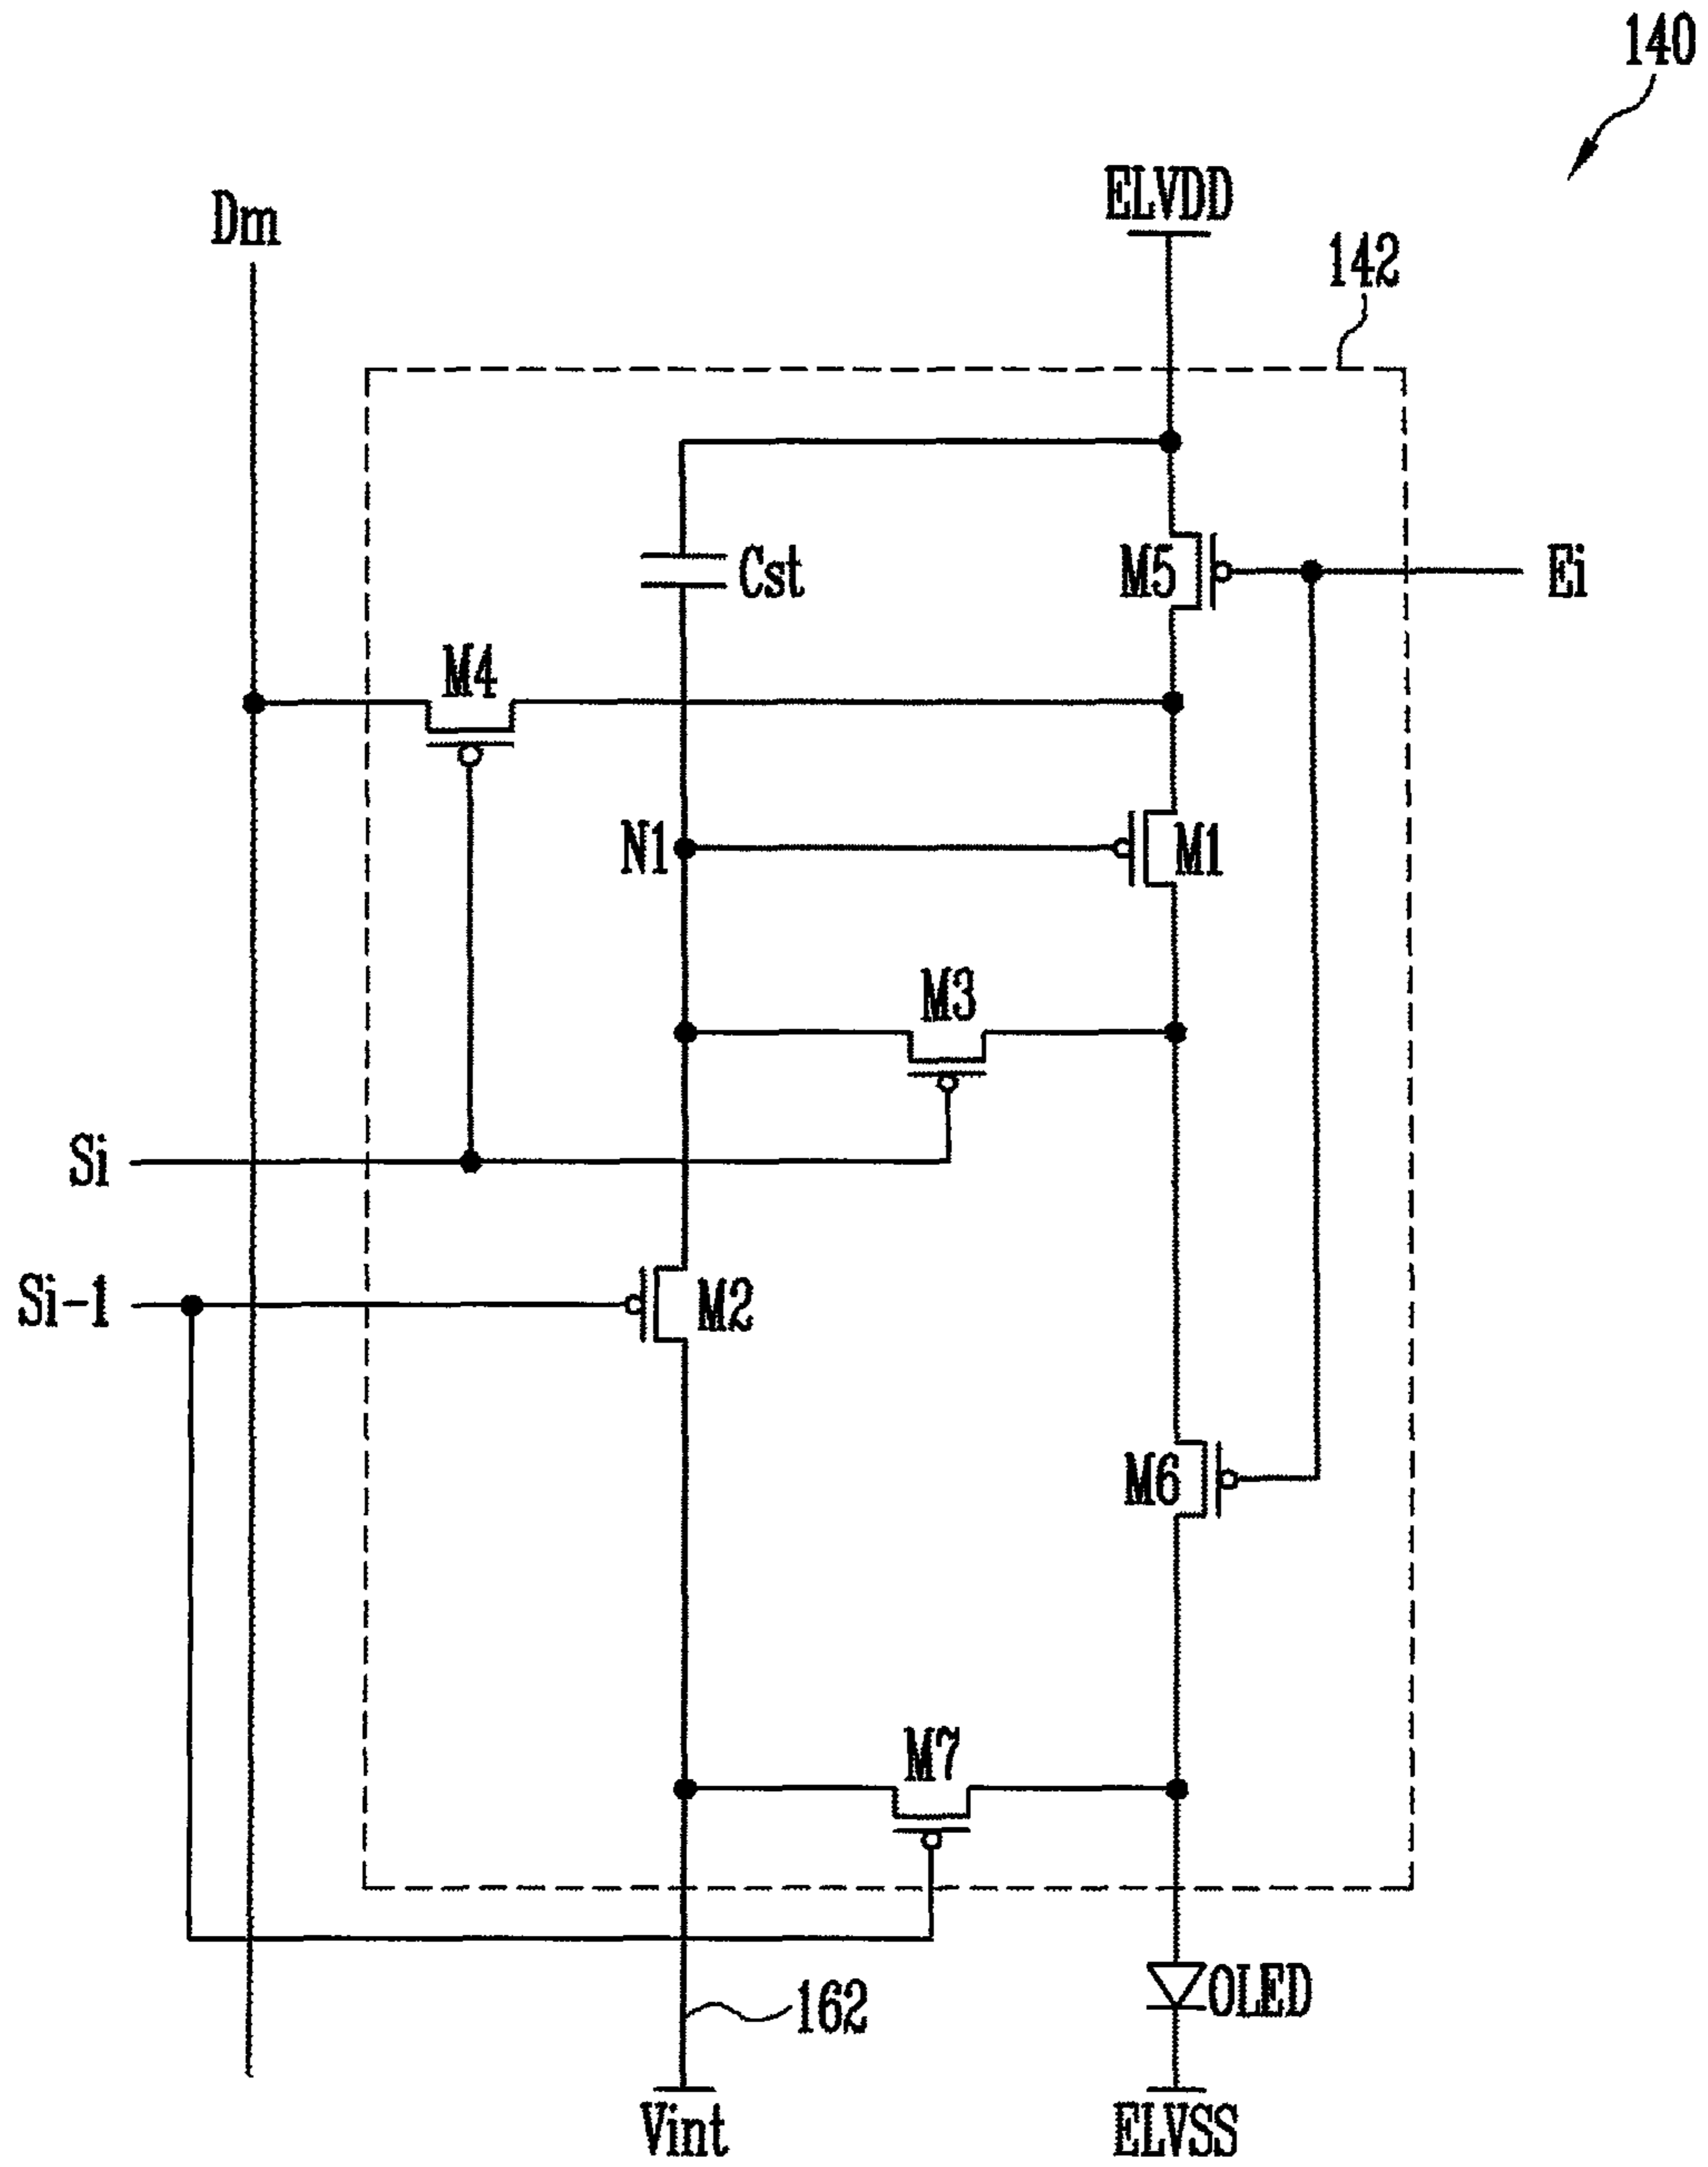 140
ELVDD
Dm
142
Cst
M5
Ei
M4
N1
M1
M3
Si
Si-1
M2
M6
M7
OLED
162
Vint
ELVSS